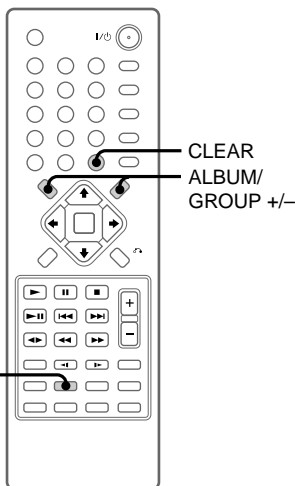 I/⏻
CLEAR
ALBUM/
GROUP +/–
+
–